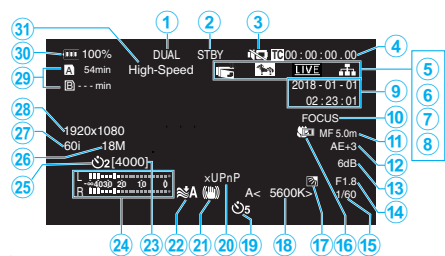 1 2 3
31 DUAL STBY TC 00:00:00.00 4
30 100%
29 A 54min High-Speed LIVE 5
B ---min 2018-01-01 9 6
02:23:01 7
FOCUS 10 8
28 1920x1080 MF 5.0m 11
27 60i AE+3 12
26 18M
25 2[4000] 6dB 13
xUPnP F1.8 14
L -∞ 40 30 20 10 0 A A< 5600K> 1/60
R 5
24 23 22 21 20 19 18 17 16 15